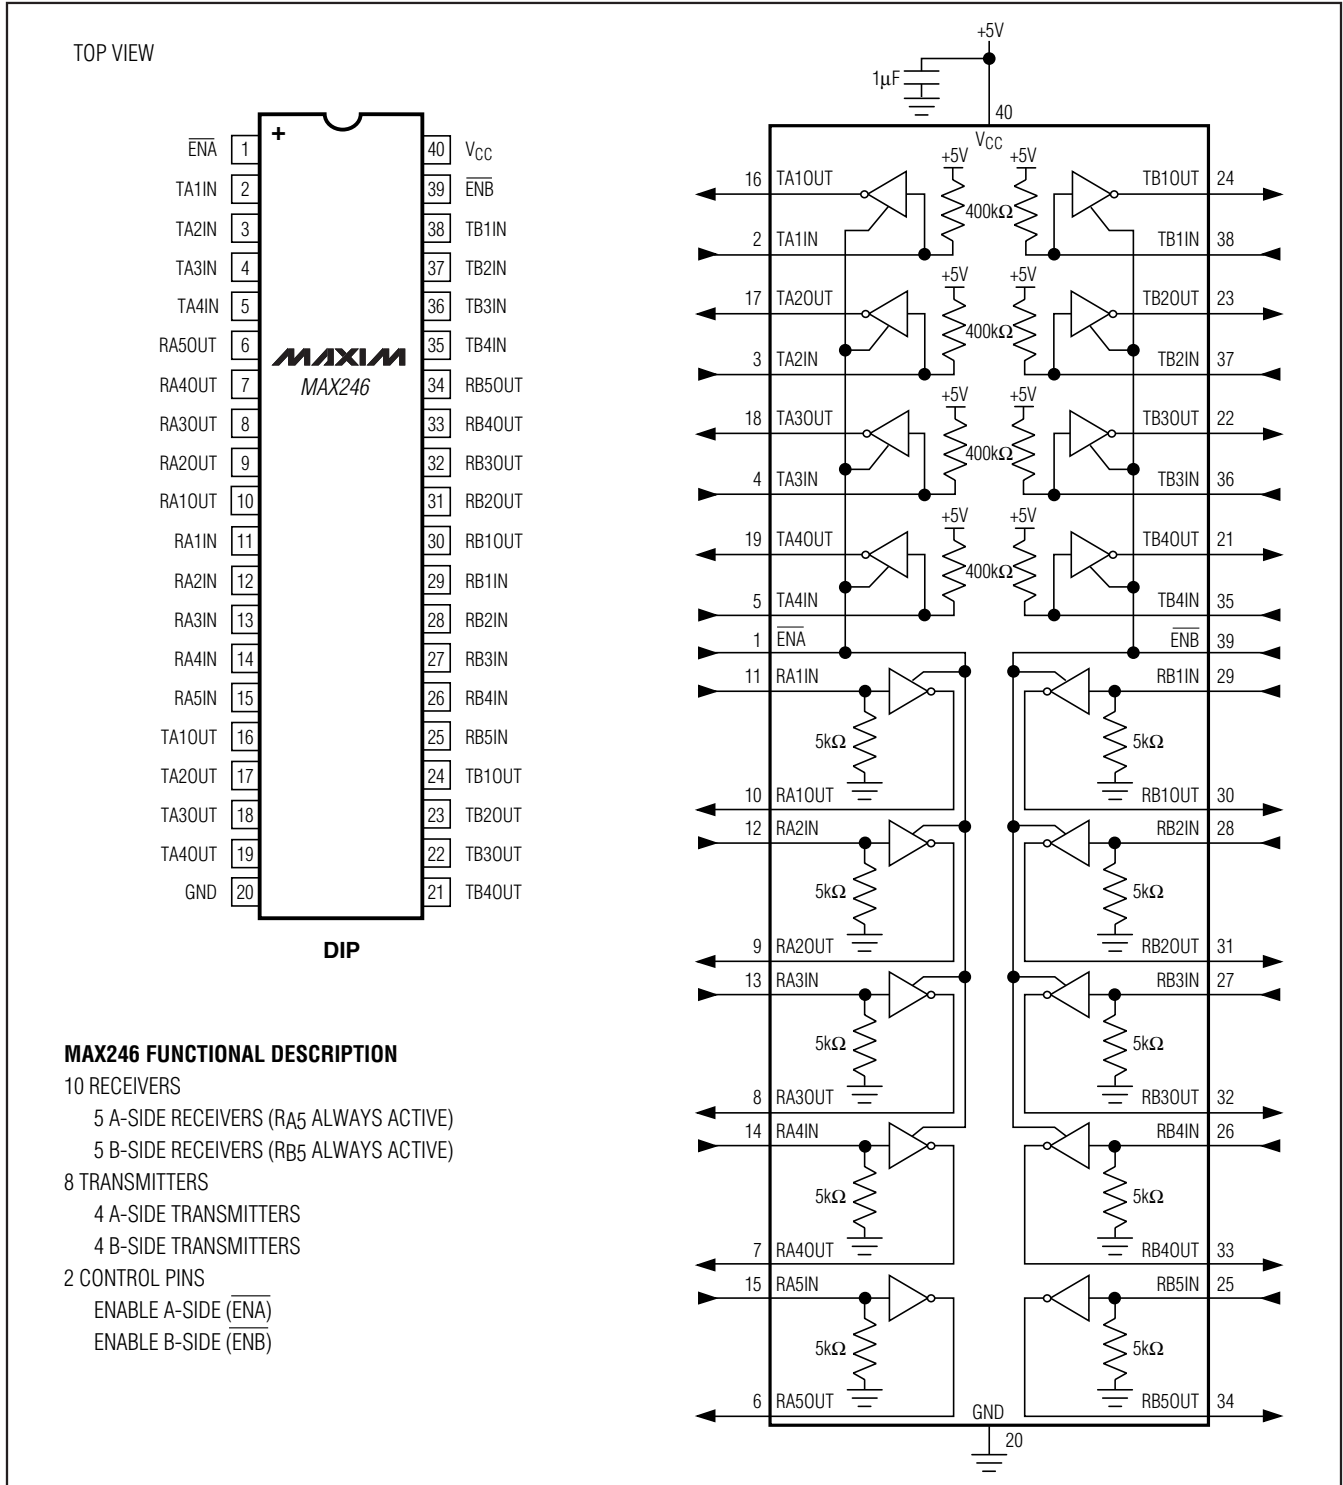 TOP VIEW
+
ENA 1
TA1IN 2
TA2IN 3
TA3IN 4
TA4IN 5
RA5OUT 6
RA4OUT 7
RA3OUT 8
RA2OUT 9
RA1OUT 10
RA1IN 11
RA2IN 12
RA3IN 13
RA4IN 14
RA5IN 15
TA1OUT 16
TA2OUT 17
TA3OUT 18
TA4OUT 19
GND 20
MAXIM
MAX246
40 VCC
39 ENB
38 TB1IN
37 TB2IN
36 TB3IN
35 TB4IN
34 RB5OUT
33 RB4OUT
32 RB3OUT
31 RB2OUT
30 RB1OUT
29 RB1IN
28 RB2IN
27 RB3IN
26 RB4IN
25 RB5IN
24 TB1OUT
23 TB2OUT
22 TB3OUT
21 TB4OUT
DIP
MAX246 FUNCTIONAL DESCRIPTION
10 RECEIVERS
5 A-SIDE RECEIVERS (RA5 ALWAYS ACTIVE)
5 B-SIDE RECEIVERS (RB5 ALWAYS ACTIVE)
8 TRANSMITTERS
4 A-SIDE TRANSMITTERS
4 B-SIDE TRANSMITTERS
2 CONTROL PINS
ENABLE A-SIDE (ENA)
ENABLE B-SIDE (ENB)
+5V
1µF
40
VCC
+5V +5V
16 TA1OUT TB1OUT 24
400kΩ
2 TA1IN TB1IN 38
+5V +5V
17 TA2OUT TB2OUT 23
400kΩ
3 TA2IN TB2IN 37
+5V +5V
18 TA3OUT TB3OUT 22
400kΩ
4 TA3IN TB3IN 36
+5V +5V
19 TA4OUT TB4OUT 21
400kΩ
5 TA4IN TB4IN 35
1 ENA ENB 39
11 RA1IN RB1IN 29
5kΩ 5kΩ
10 RA1OUT RB1OUT 30
12 RA2IN RB2IN 28
5kΩ 5kΩ
9 RA2OUT RB2OUT 31
13 RA3IN RB3IN 27
5kΩ 5kΩ
8 RA3OUT RB3OUT 32
14 RA4IN RB4IN 26
5kΩ 5kΩ
7 RA4OUT RB4OUT 33
15 RA5IN RB5IN 25
5kΩ 5kΩ
6 RA5OUT RB5OUT 34
GND
20